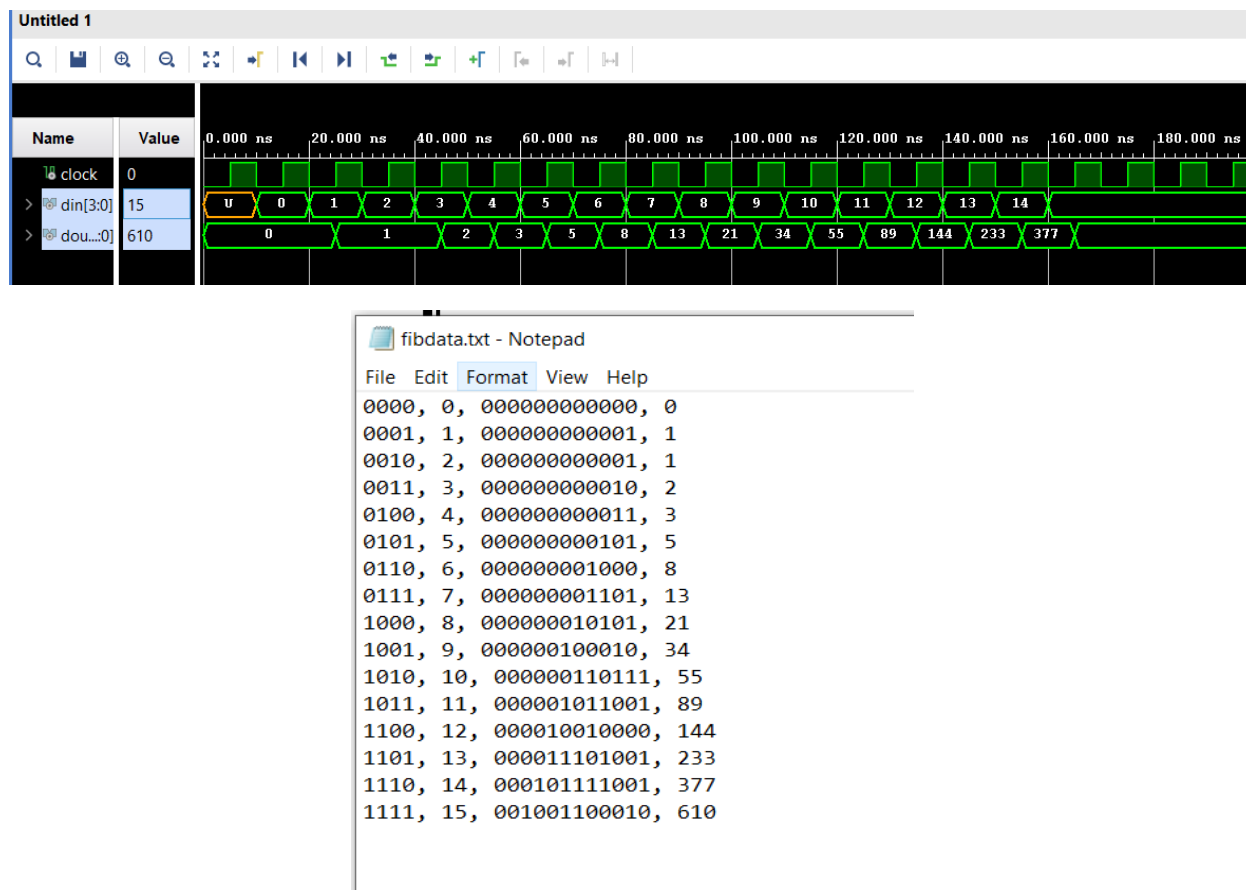 Untitled 1
Name Value 0.000 ns 20.000 ns 40.000 ns 60.000 ns 80.000 ns 100.000 ns 120.000 ns 140.000 ns 160.000 ns 180.000 ns
clock 0
din[3:0] 15 U 0 1 2 3 4 5 6 7 8 9 10 11 12 13 14
dou...:0] 610 0 1 2 3 5 8 13 21 34 55 89 144 233 377
fibdata.txt - Notepad
File Edit Format View Help
0000, 0, 000000000000, 0
0001, 1, 000000000001, 1
0010, 2, 000000000001, 1
0011, 3, 000000000010, 2
0100, 4, 000000000011, 3
0101, 5, 000000000101, 5
0110, 6, 000000001000, 8
0111, 7, 000000001101, 13
1000, 8, 000000010101, 21
1001, 9, 000000100010, 34
1010, 10, 000000110111, 55
1011, 11, 000001011001, 89
1100, 12, 000010010000, 144
1101, 13, 000011101001, 233
1110, 14, 000101111001, 377
1111, 15, 001001100010, 610